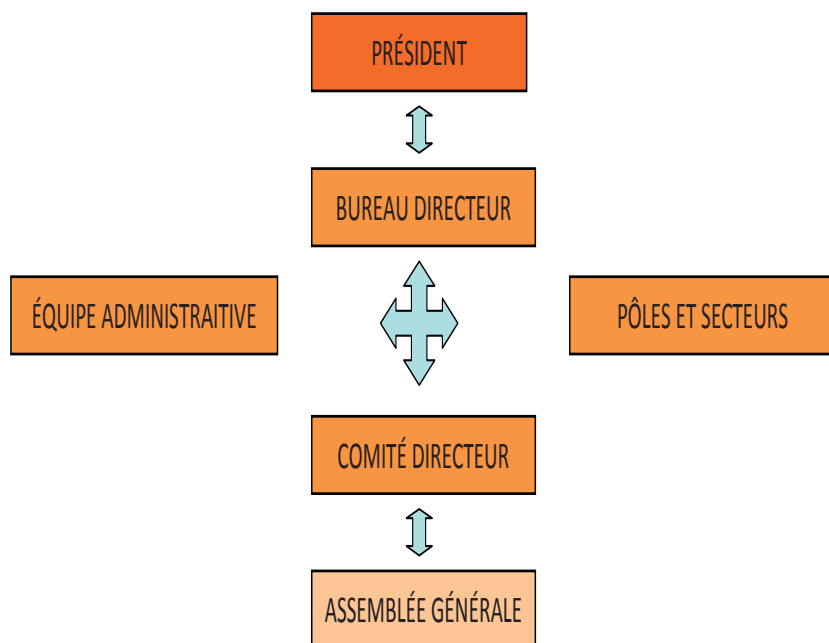 PRÉSIDENT
BUREAU DIRECTEUR
ÉQUIPE ADMINISTRAITIVE
PÔLES ET SECTEURS
COMITÉ DIRECTEUR
ASSEMBLÉE GÉNÉRALE